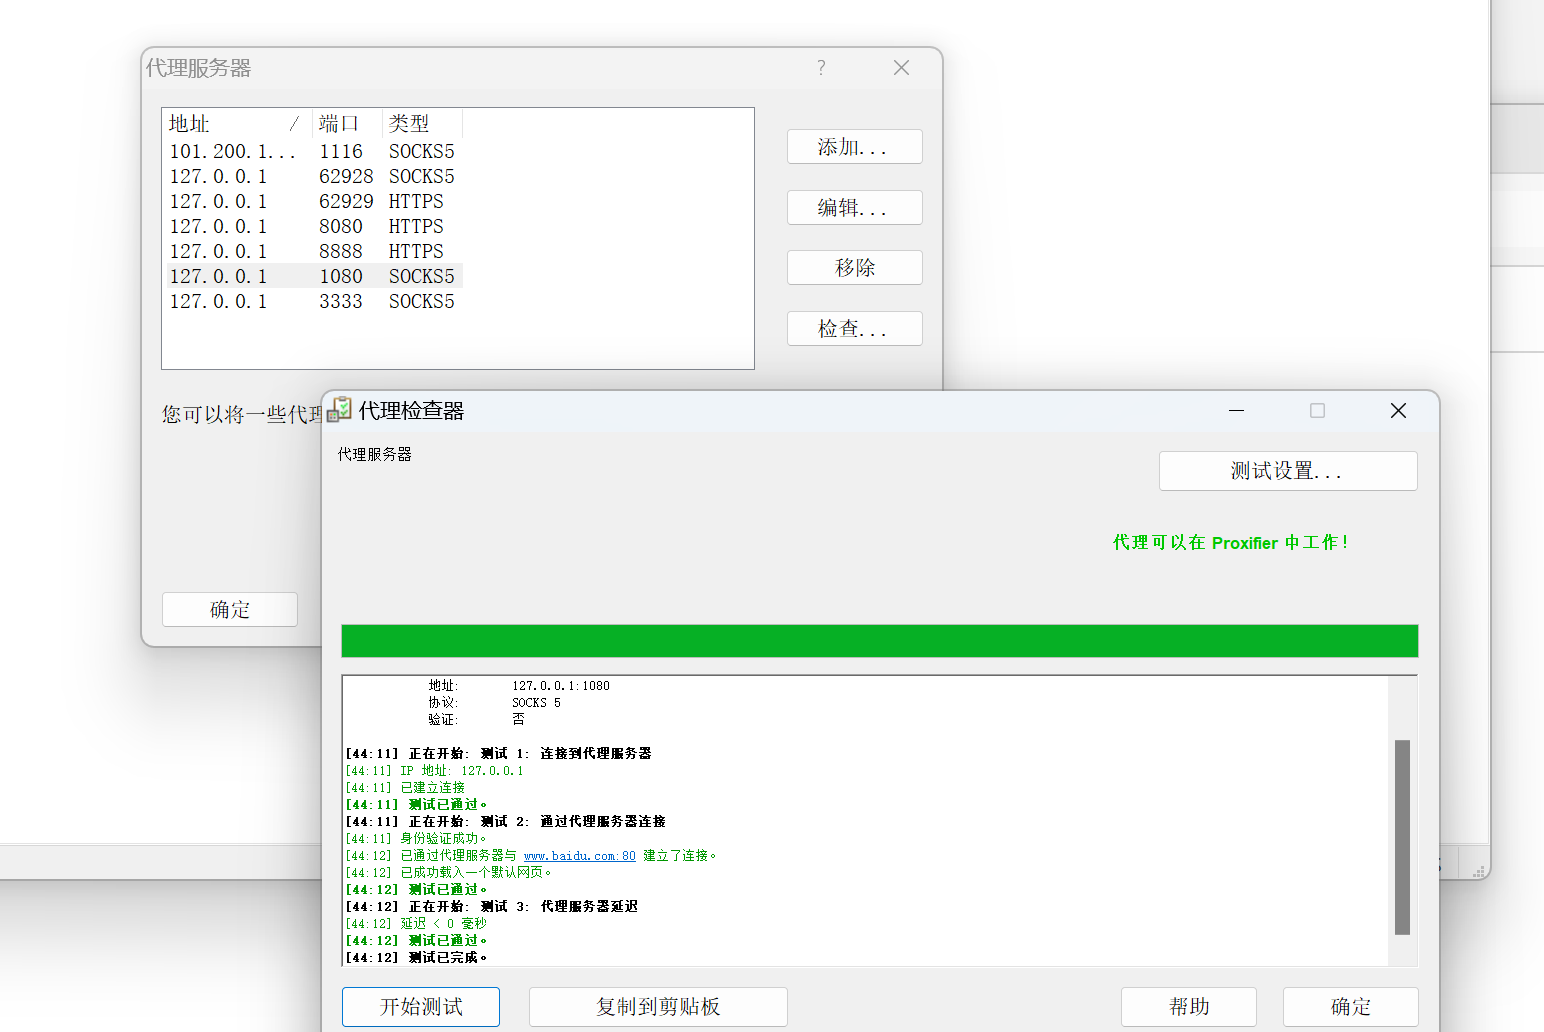 代理服务器
地址 / 端口 类型
101.200.1... 1116 SOCKS5
127.0.0.1 62928 SOCKS5
127.0.0.1 62929 HTTPS
127.0.0.1 8080 HTTPS
127.0.0.1 8888 HTTPS
127.0.0.1 1080 SOCKS5
127.0.0.1 3333 SOCKS5
添加...
编辑...
移除
检查...
您可以将一些代理
确定
代理检查器
代理服务器
测试设置...
代理可以在 Proxifier 中工作!
地址: 127.0.0.1:1080
协议: SOCKS 5
验证: 否
[44:11] 正在开始: 测试 1: 连接到代理服务器
[44:11] IP 地址: 127.0.0.1
[44:11] 已建立连接
[44:11] 测试已通过。
[44:11] 正在开始: 测试 2: 通过代理服务器连接
[44:11] 身份验证成功。
[44:12] 已通过代理服务器与 www.baidu.com:80 建立了连接。
[44:12] 已成功载入一个默认网页。
[44:12] 测试已通过。
[44:12] 正在开始: 测试 3: 代理服务器延迟
[44:12] 延迟 < 0 毫秒
[44:12] 测试已通过。
[44:12] 测试已完成。
开始测试
复制到剪贴板
帮助
确定